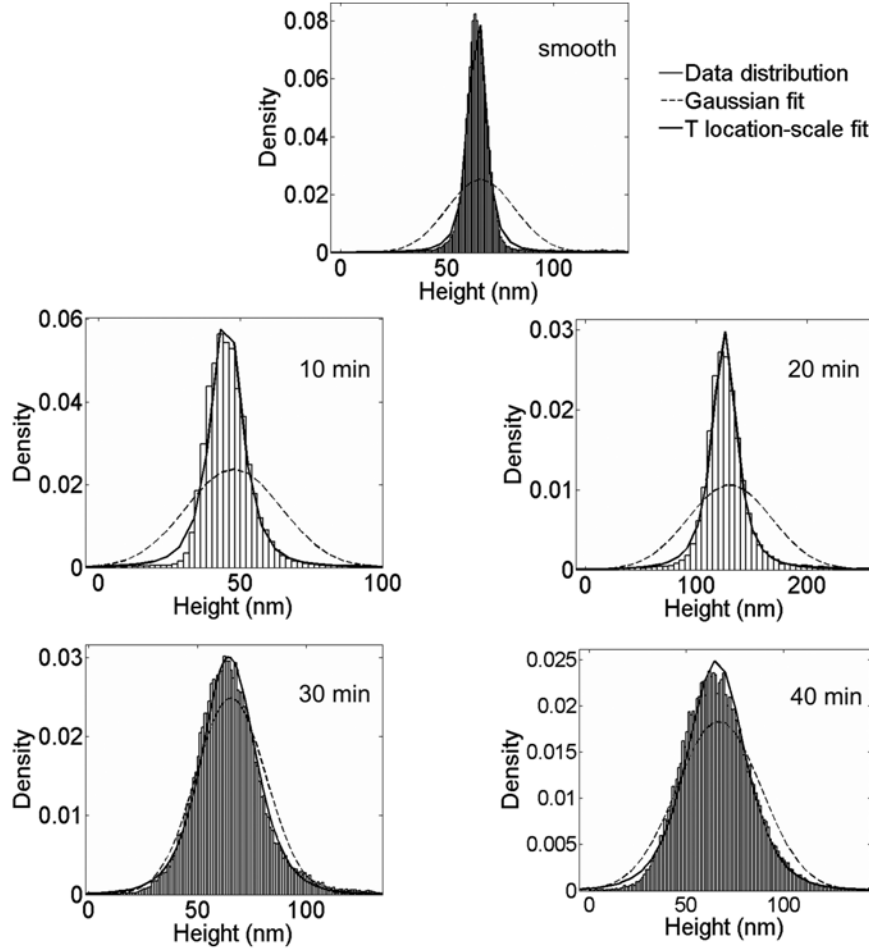 smooth
Data distribution
Gaussian fit
T location-scale fit
Density
0.08
0.06
0.04
0.02
0
0 50 100
Height (nm)
10 min
Density
0.06
0.04
0.02
0
0 50 100
Height (nm)
20 min
Density
0.03
0.02
0.01
0
0 100 200
Height (nm)
30 min
Density
0.03
0.02
0.01
0
0 50 100
Height (nm)
40 min
Density
0.025
0.02
0.015
0.01
0.005
0
0 50 100
Height (nm)